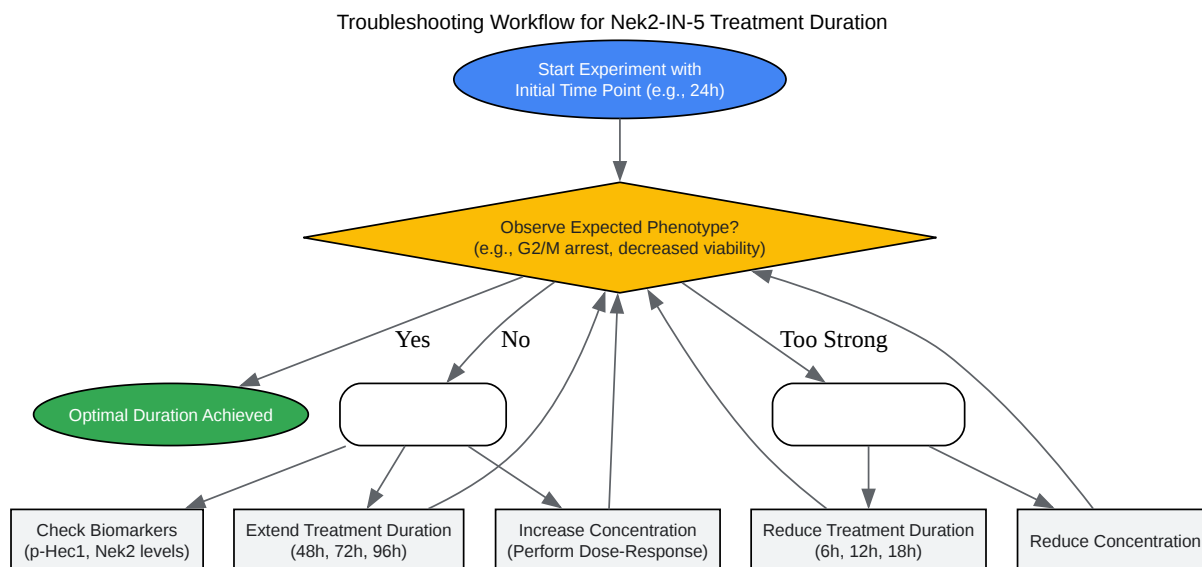 Troubleshooting Workflow for Nek2-IN-5 Treatment Duration
Start Experiment with
Initial Time Point (e.g., 24h)
Observe Expected Phenotype?
(e.g., G2/M arrest, decreased viability)
Yes
No
Too Strong
Optimal Duration Achieved
Check Biomarkers
(p-Hec1, Nek2 levels)
Extend Treatment Duration
(48h, 72h, 96h)
Increase Concentration
(Perform Dose-Response)
Reduce Treatment Duration
(6h, 12h, 18h)
Reduce Concentration